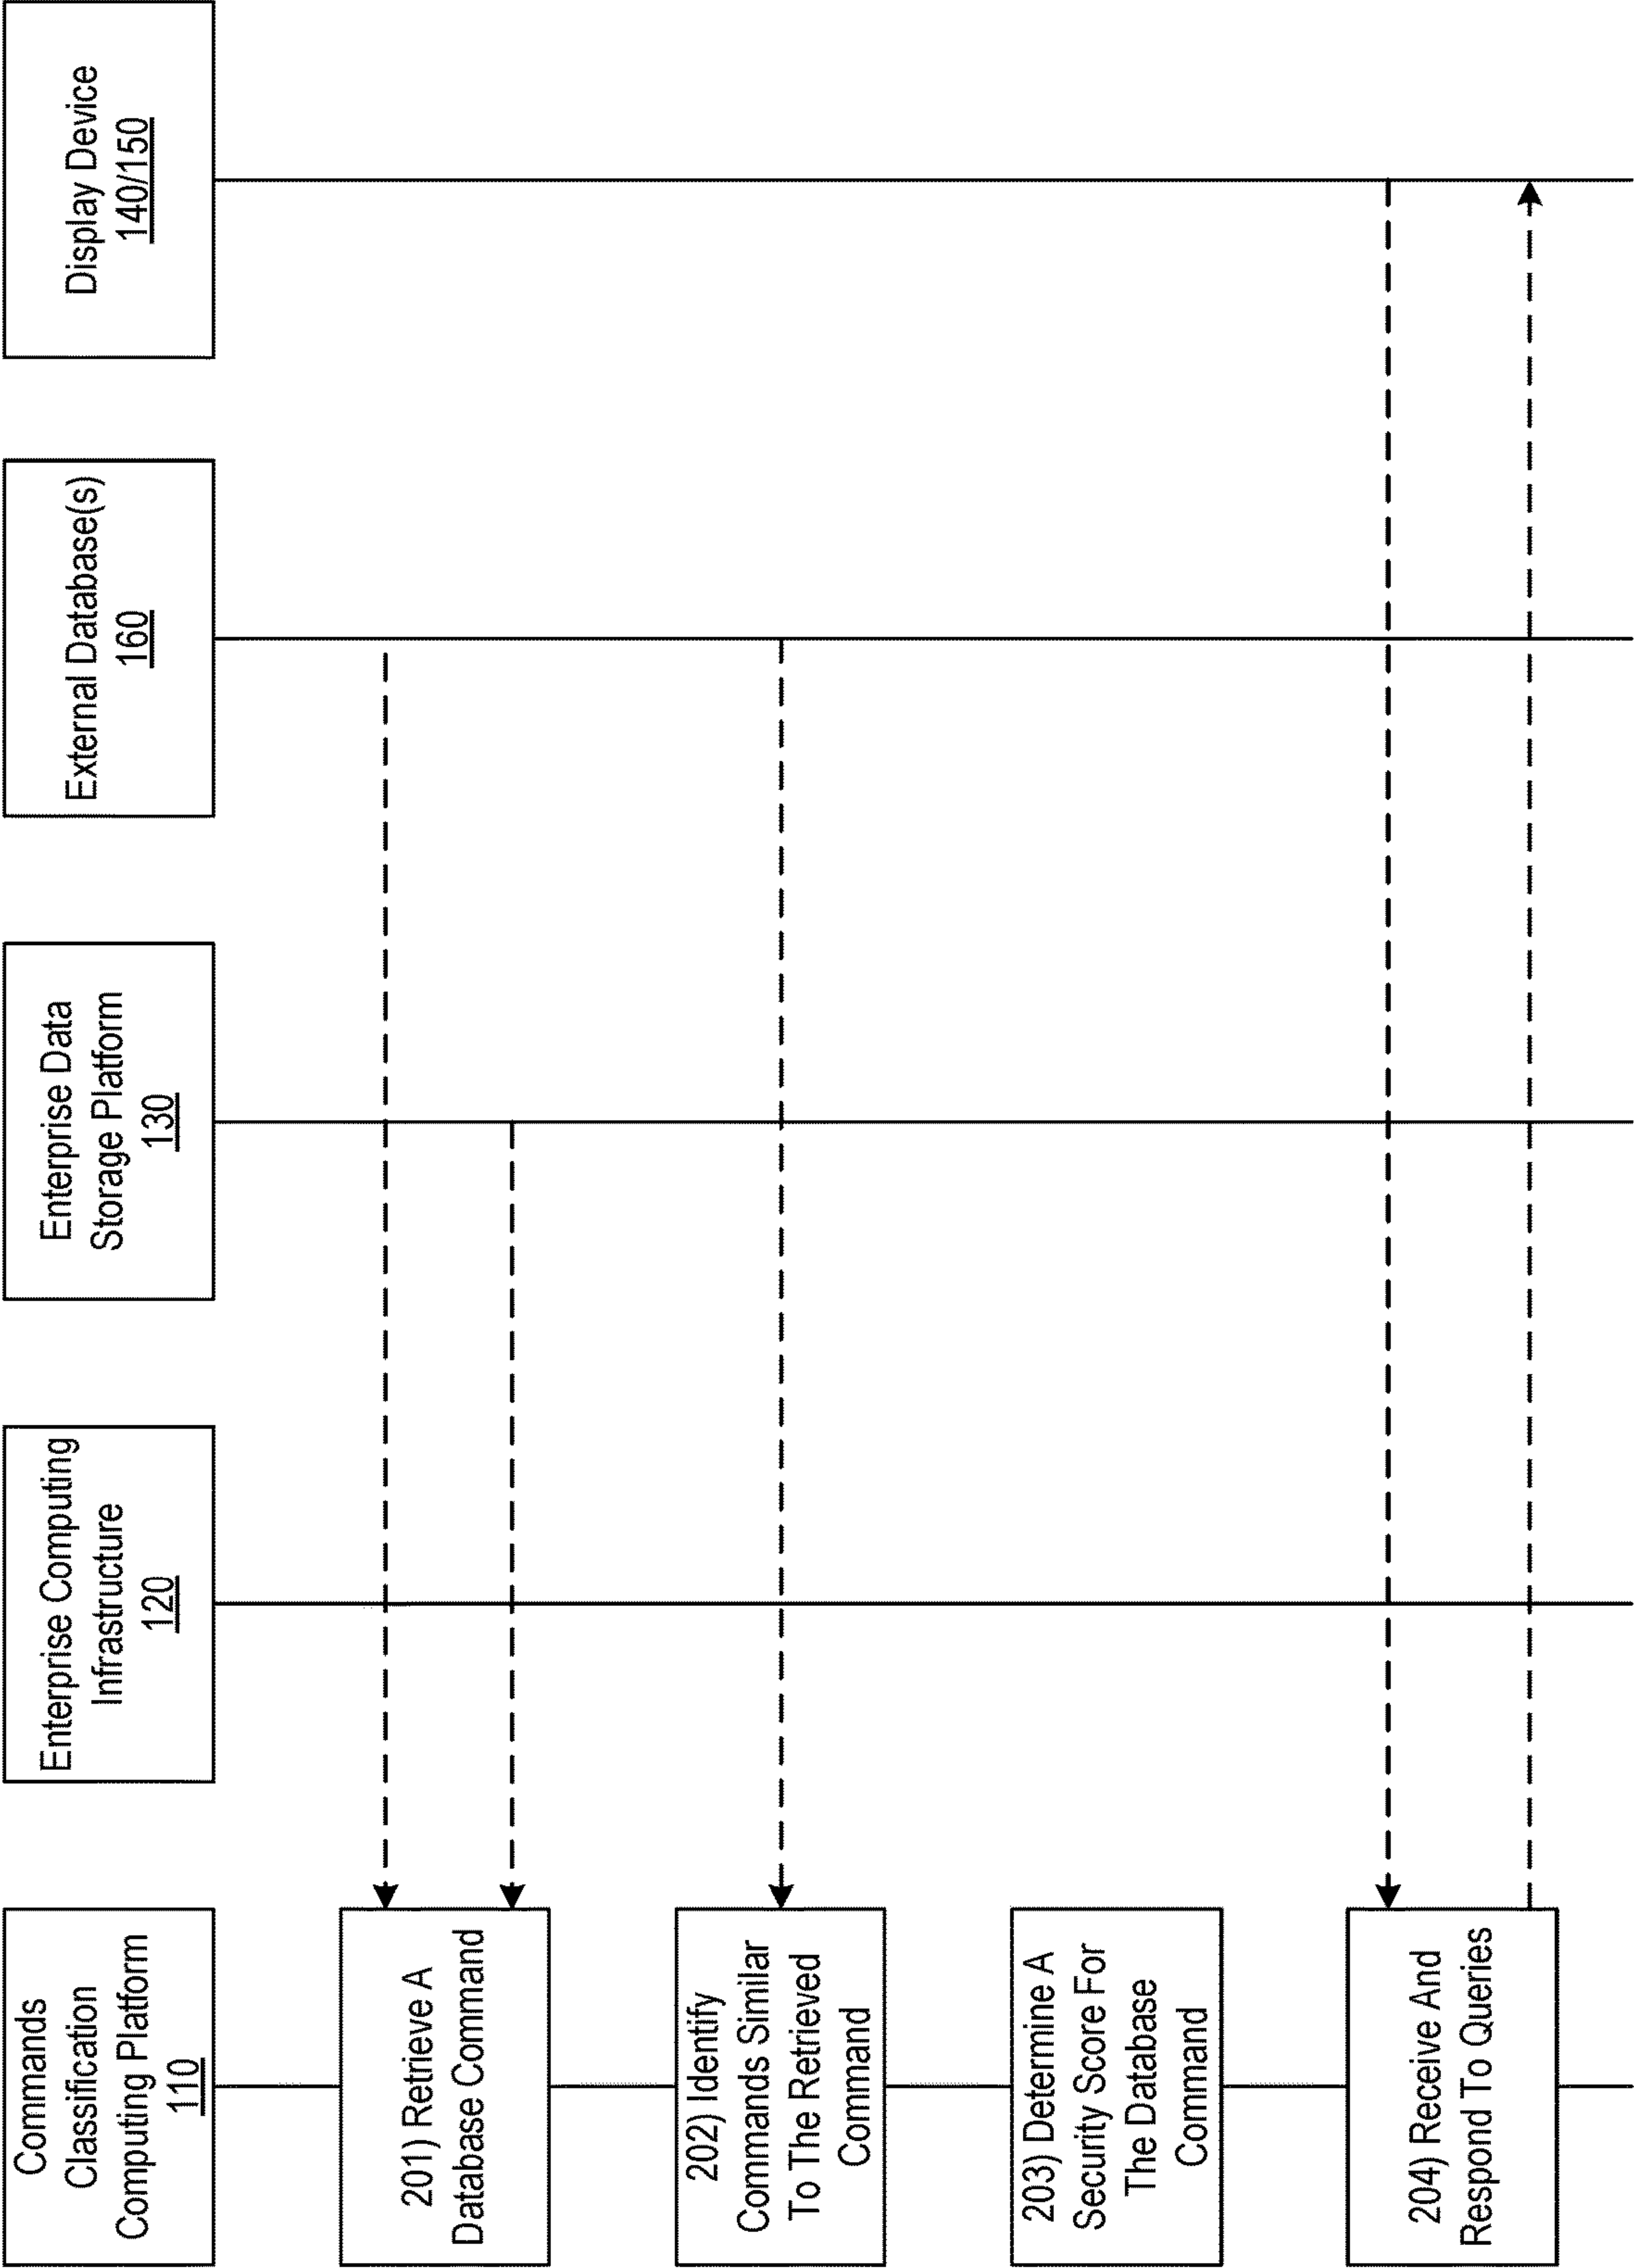 Commands
Classification
Computing Platform
110
Enterprise Computing
Infrastructure
120
Enterprise Data
Storage Platform
130
External Database(s)
160
Display Device
140/150
201) Retrieve A
Database Command
202) Identify
Commands Similar
To The Retrieved
Command
203) Determine A
Security Score For
The Database
Command
204) Receive And
Respond To Queries